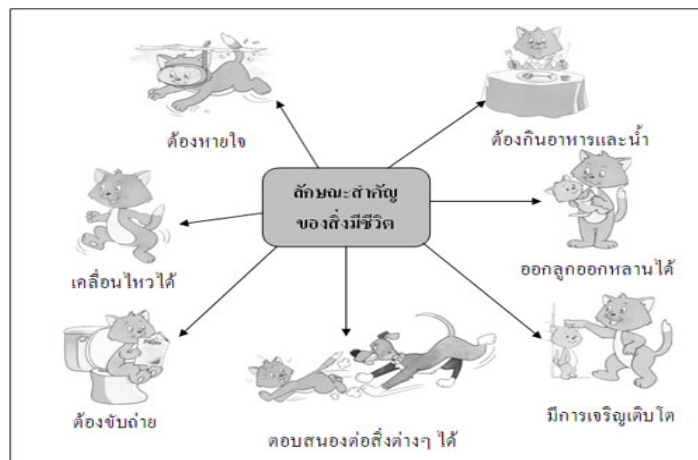 ต้องหายใจ
ต้องกินอาหารและน้ำ
ลักษณะสำคัญ
ของสิ่งมีชีวิต
เคลื่อนไหวได้
ออกลูกออกหลานได้
ต้องขับถ่าย
ตอบสนองต่อสิ่งต่างๆ ได้
มีการเจริญเติบโต